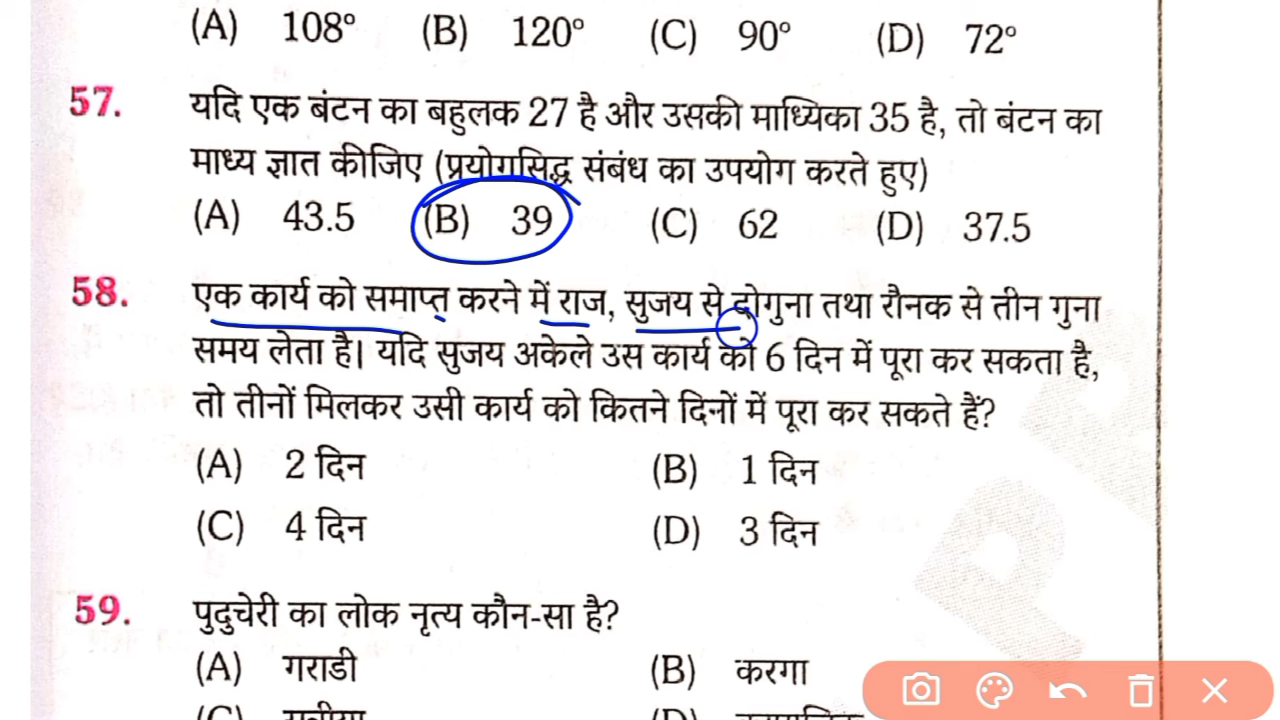 (A) 108° (B) 120° (C) 90° (D) 72°
57. यदि एक बंटन का बहुलक 27 है और उसकी माध्यिका 35 है, तो बंटन का
माध्य ज्ञात कीजिए (प्रयोगसिद्ध संबंध का उपयोग करते हुए)
(A) 43.5 (B) 39 (C) 62 (D) 37.5
58. एक कार्य को समाप्त करने में राज, सुजय से दोगुना तथा रौनक से तीन गुना
समय लेता है। यदि सुजय अकेले उस कार्य को 6 दिन में पूरा कर सकता है,
तो तीनों मिलकर उसी कार्य को कितने दिनों में पूरा कर सकते हैं?
(A) 2 दिन (B) 1 दिन
(C) 4 दिन (D) 3 दिन
59. पुदुचेरी का लोक नृत्य कौन-सा है?
(A) गराडी (B) करगा